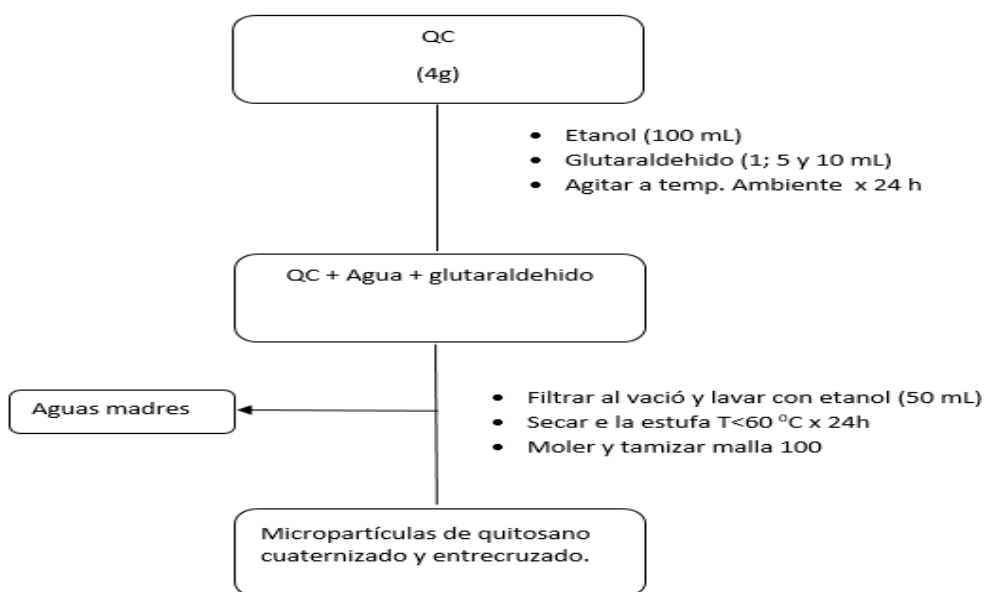 QC
(4g)
• Etanol (100 mL)
• Glutaraldehido (1; 5 y 10 mL)
• Agitar a temp. Ambiente x 24 h
QC + Agua + glutaraldehido
Aguas madres
• Filtrar al vació y lavar con etanol (50 mL)
• Secar e la estufa T<60 ⁰C x 24h
• Moler y tamizar malla 100
Micropartículas de quitosano
cuaternizado y entrecruzado.